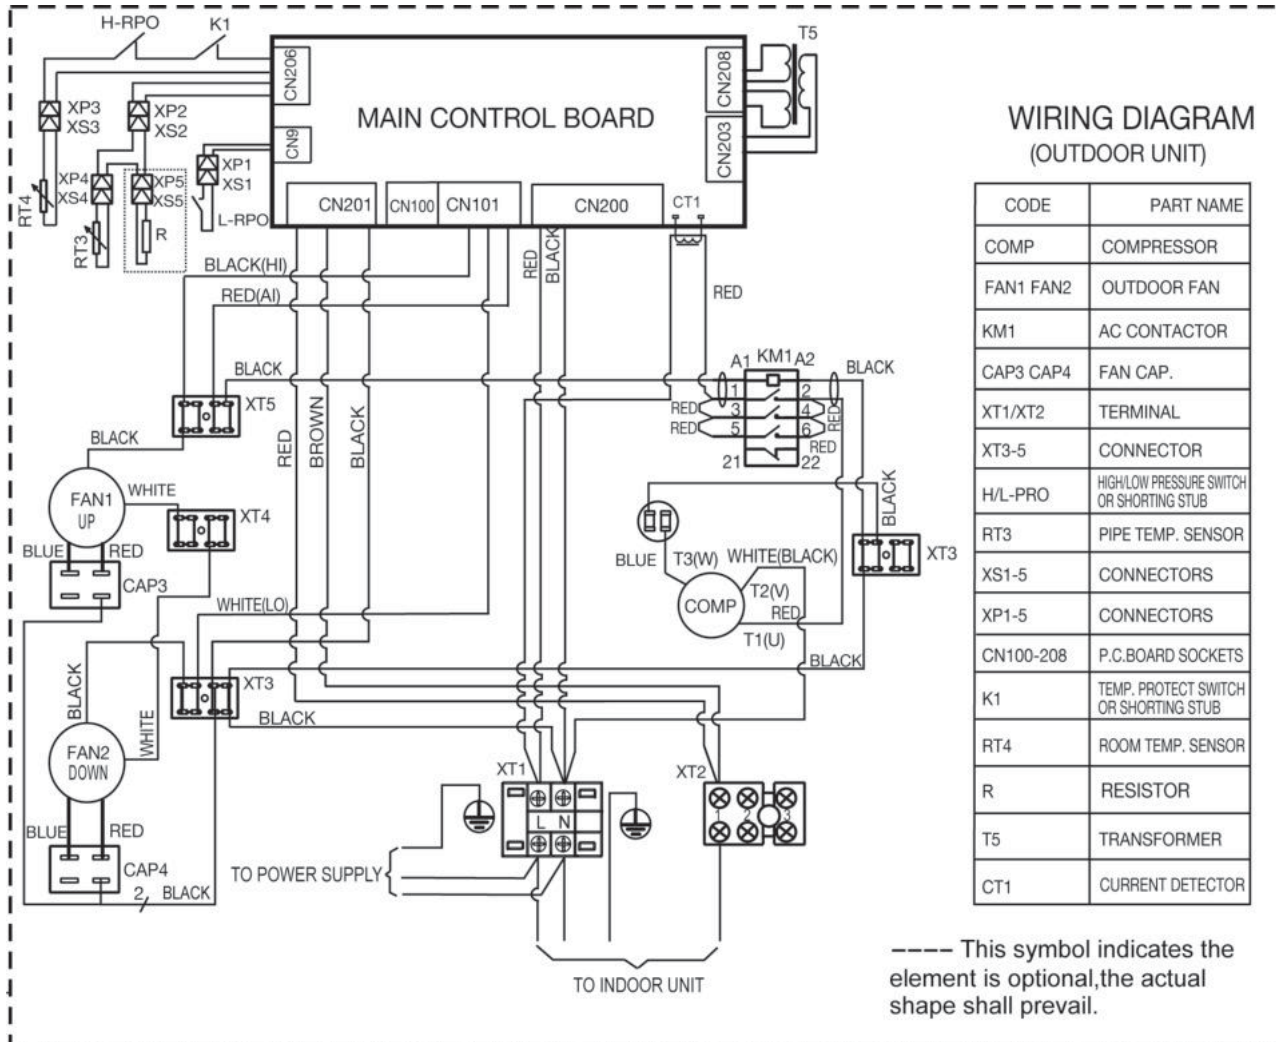 H-RPO
K1
T5
CN206
CN208
MAIN CONTROL BOARD
XP3
XS3
XP2
XS2
CN9
CN203
XP1
XS1
XP4
XS4
XP5
XS5
RT4
RT3
R
L-RPO
CN201
CN100
CN101
CN200
CT1
BLACK(HI)
RED(AI)
RED
BLACK
RED
BLACK
A1
KM1
A2
BLACK
XT5
1
2
RED
3
4
RED
RED
5
6
RED
21
22
BLACK
RED
BROWN
BLACK
FAN1
UP
WHITE
XT4
BLUE
RED
CAP3
BLACK
XT3
BLUE
T3(W)
WHITE(BLACK)
COMP
T2(V)
RED
T1(U)
BLACK
WHITE(LO)
XT3
BLACK
BLACK
WHITE
FAN2
DOWN
BLUE
RED
CAP4
2
BLACK
XT1
L
N
XT2
1
2
3
TO POWER SUPPLY
TO INDOOR UNIT
WIRING DIAGRAM
(OUTDOOR UNIT)
CODE PART NAME
COMP COMPRESSOR
FAN1 FAN2 OUTDOOR FAN
KM1 AC CONTACTOR
CAP3 CAP4 FAN CAP.
XT1/XT2 TERMINAL
XT3-5 CONNECTOR
H/L-PRO HIGH/LOW PRESSURE SWITCH
OR SHORTING STUB
RT3 PIPE TEMP. SENSOR
XS1-5 CONNECTORS
XP1-5 CONNECTORS
CN100-208 P.C.BOARD SOCKETS
K1 TEMP. PROTECT SWITCH
OR SHORTING STUB
RT4 ROOM TEMP. SENSOR
R RESISTOR
T5 TRANSFORMER
CT1 CURRENT DETECTOR
---- This symbol indicates the
element is optional,the actual
shape shall prevail.